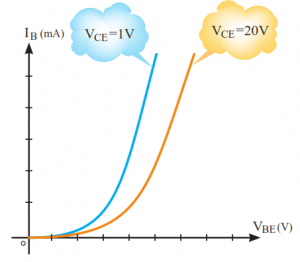 I_B (mA)
V_CE=1V
V_CE=20V
V_BE (V)
o